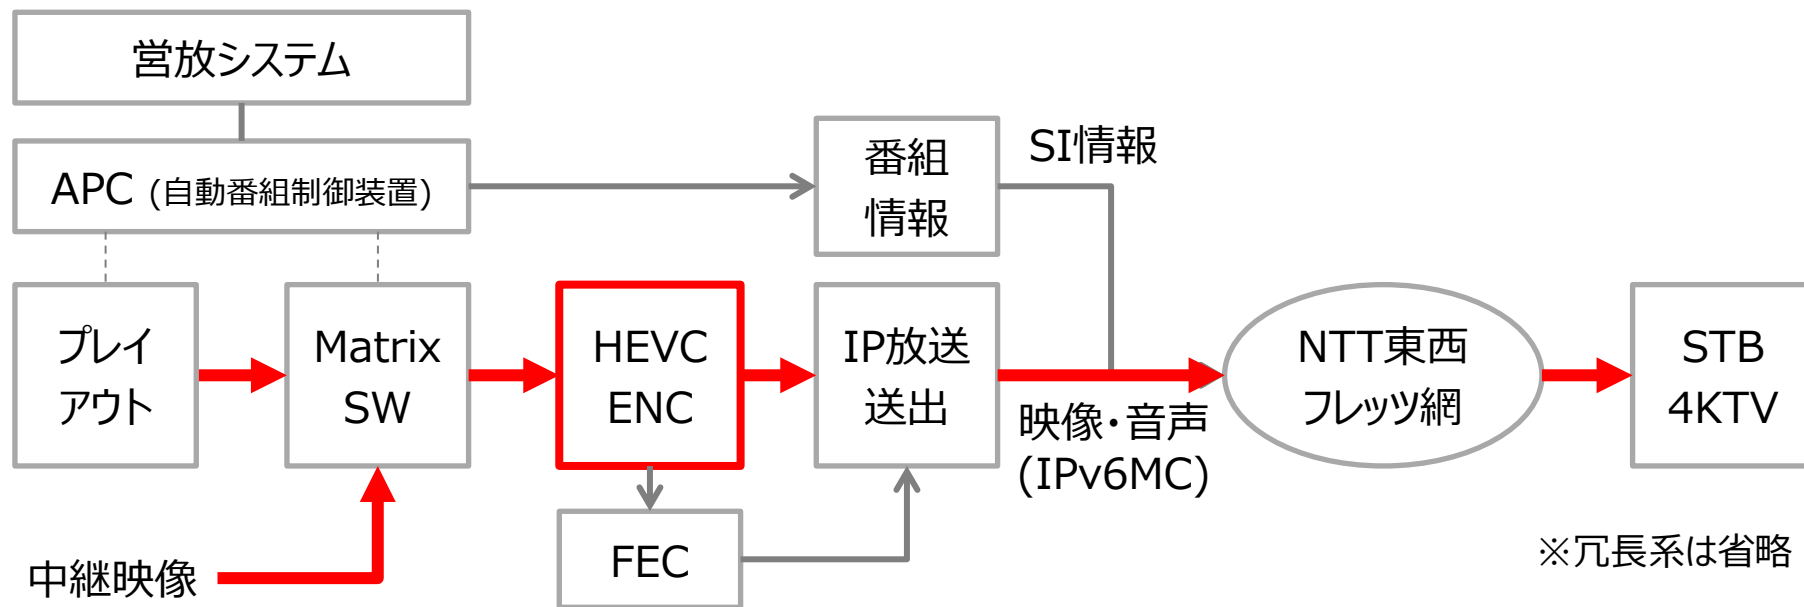 営放システム
APC (自動番組制御装置)
番組
情報
SI情報
プレイ
アウト
Matrix
SW
HEVC
ENC
IP放送
送出
映像・音声
(IPv6MC)
NTT東西
フレッツ網
STB
4KTV
中継映像
FEC
※冗長系は省略